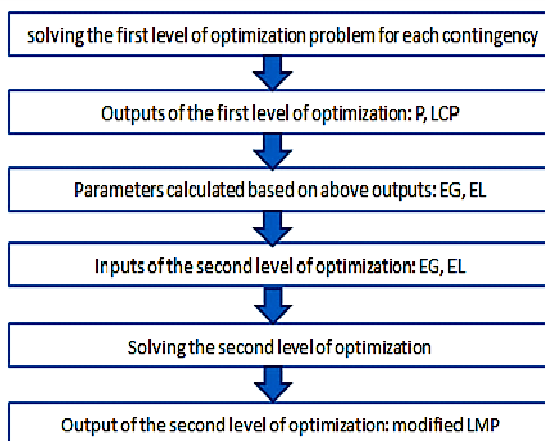 solving the first level of optimization problem for each contingency
Outputs of the first level of optimization: P, LCP
Parameters calculated based on above outputs: EG, EL
Inputs of the second level of optimization: EG, EL
Solving the second level of optimization
Output of the second level of optimization: modified LMP